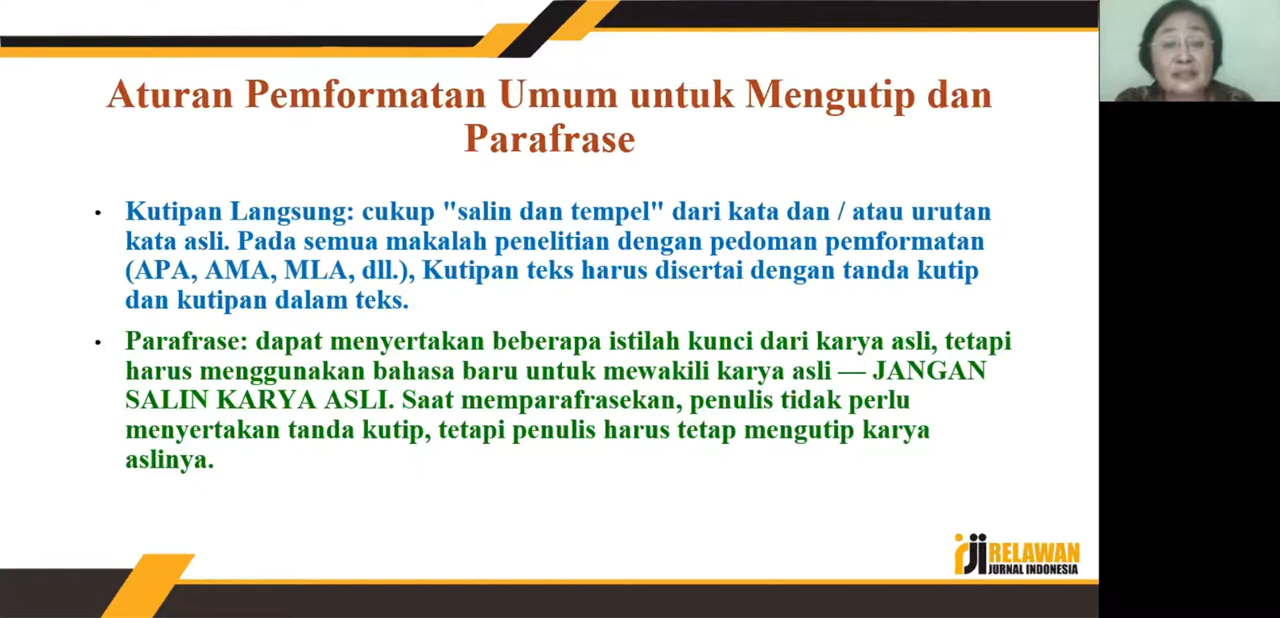 Aturan Pemformatan Umum untuk Mengutip dan
Parafrase
• Kutipan Langsung: cukup "salin dan tempel" dari kata dan / atau urutan
kata asli. Pada semua makalah penelitian dengan pedoman pemformatan
(APA, AMA, MLA, dll.), Kutipan teks harus disertai dengan tanda kutip
dan kutipan dalam teks.
• Parafrase: dapat menyertakan beberapa istilah kunci dari karya asli, tetapi
harus menggunakan bahasa baru untuk mewakili karya asli — JANGAN
SALIN KARYA ASLI. Saat memparafrasekan, penulis tidak perlu
menyertakan tanda kutip, tetapi penulis harus tetap mengutip karya
aslinya.
rji RELAWAN
JURNAL INDONESIA